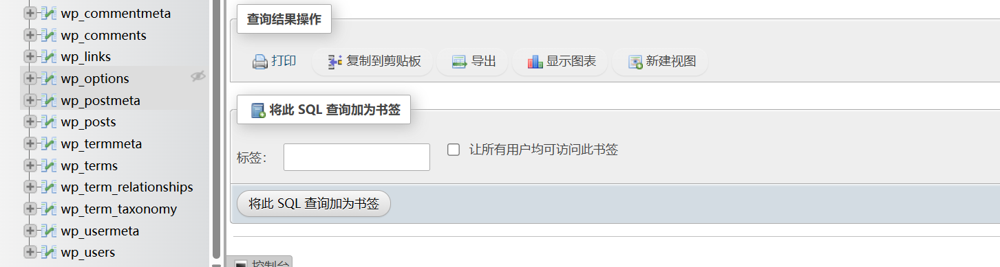 wp_commentmeta
wp_comments
wp_links
wp_options
wp_postmeta
wp_posts
wp_termmeta
wp_terms
wp_term_relationships
wp_term_taxonomy
wp_usermeta
wp_users
查询结果操作
打印 复制到剪贴板 导出 显示图表 新建视图
将此 SQL 查询加为书签
标签： 让所有用户均可访问此书签
将此 SQL 查询加为书签
控制台